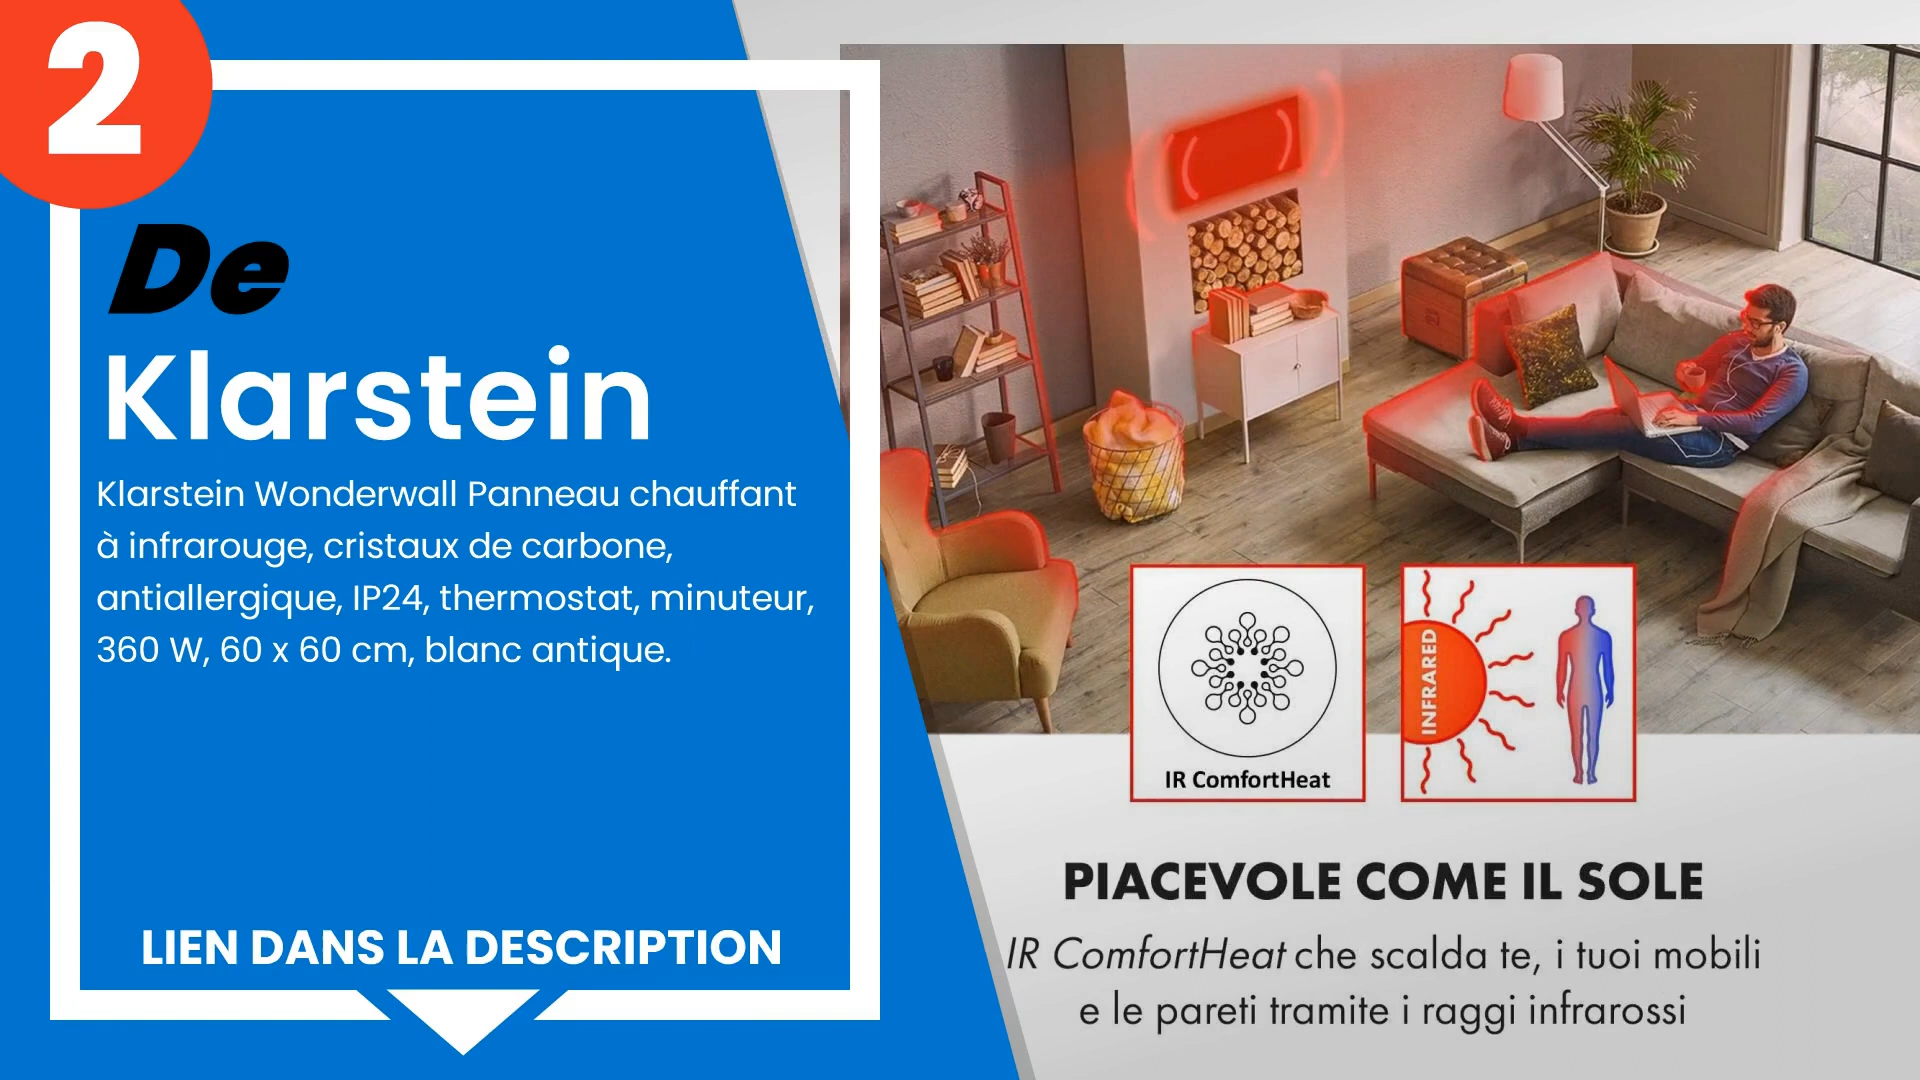 2
De
Klarstein
Klarstein Wonderwall Panneau chauffant
à infrarouge, cristaux de carbone,
antiallergique, IP24, thermostat, minuteur,
360 W, 60 x 60 cm, blanc antique.
LIEN DANS LA DESCRIPTION
IR ComfortHeat
INFRARED
PIACEVOLE COME IL SOLE
IR ComfortHeat che scalda te, i tuoi mobili
e le pareti tramite i raggi infrarossi